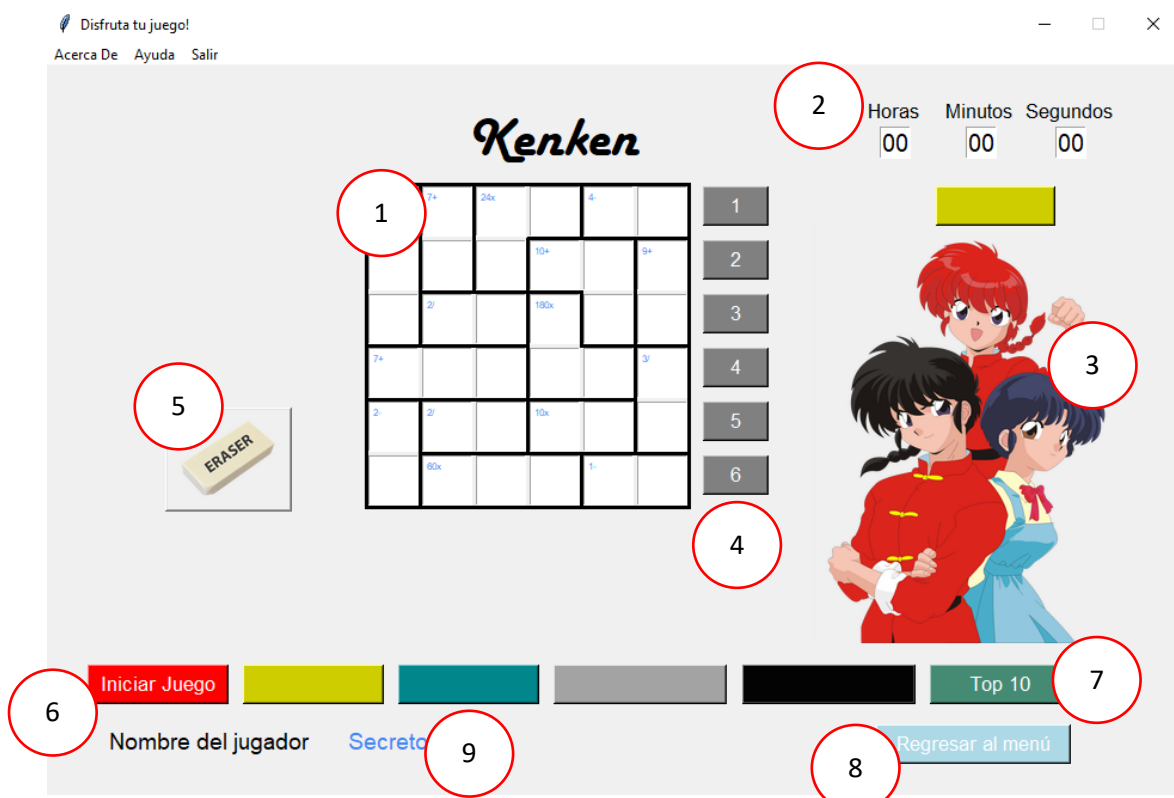 Disfruta tu juego!
Acerca De Ayuda Salir
2 Horas Minutos Segundos
00 00 00
Kenken
1 7+ 24x 4- 1
10+ 9+ 2
2/ 180x 3
7+ 3/ 4
3
5
2- 2/ 10x 5
ERASER
60x 1- 6
4
Iniciar Juego Top 10 7
6
Nombre del jugador Secreto 9 Regresar al menú
8